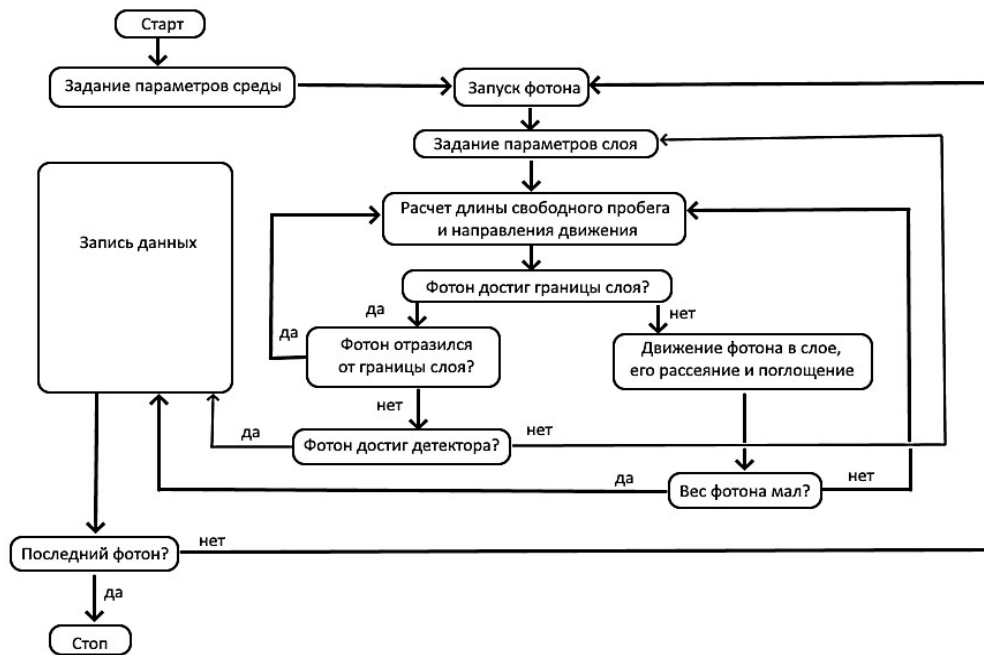 Старт
Задание параметров среды
Запуск фотона
Задание параметров слоя
Расчет длины свободного пробега
и направления движения
Запись данных
Фотон достиг границы слоя?
да
нет
да
Фотон отразился
от границы слоя?
Движение фотона в слое,
его рассеяние и поглощение
нет
да
Фотон достиг детектора?
нет
да
Вес фотона мал?
нет
Последний фотон?
нет
да
Стоп